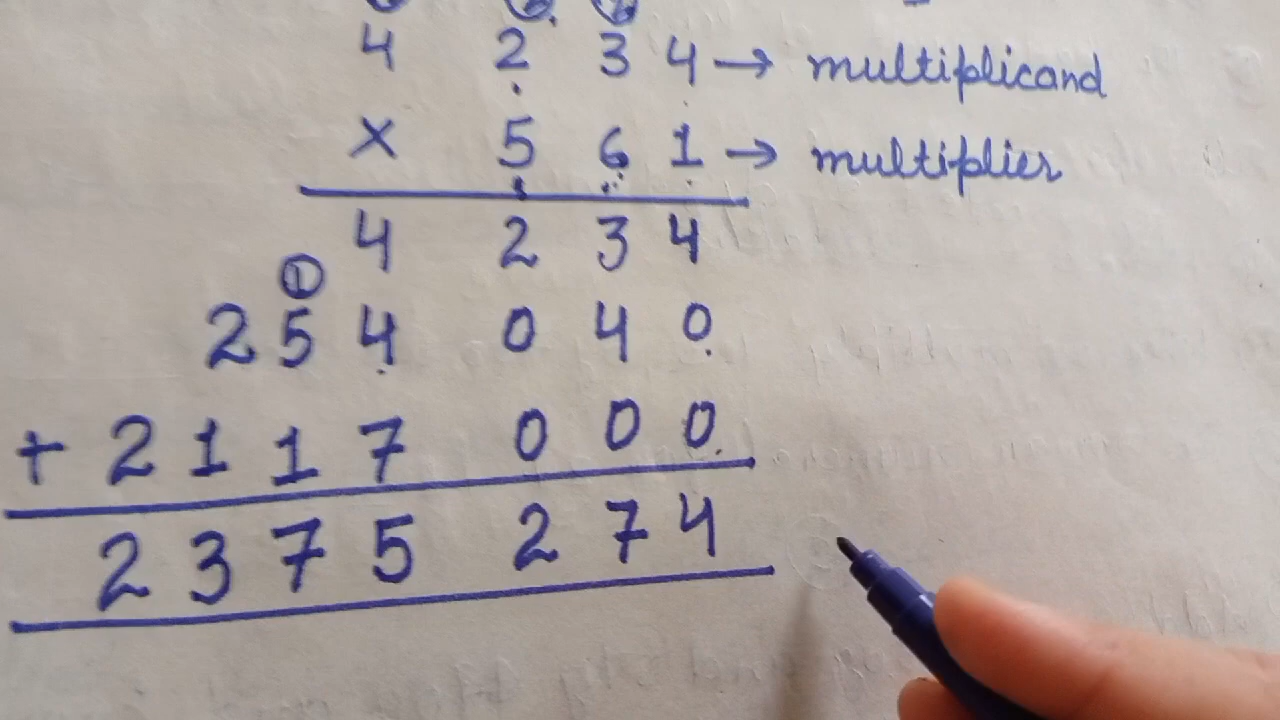 4 2 3 4 → multiplicand
× 5 6 1 → multiplier
4 2 3 4
1
2 5 4 0 4 0
+ 2 1 1 7 0 0 0
2 3 7 5 2 7 4